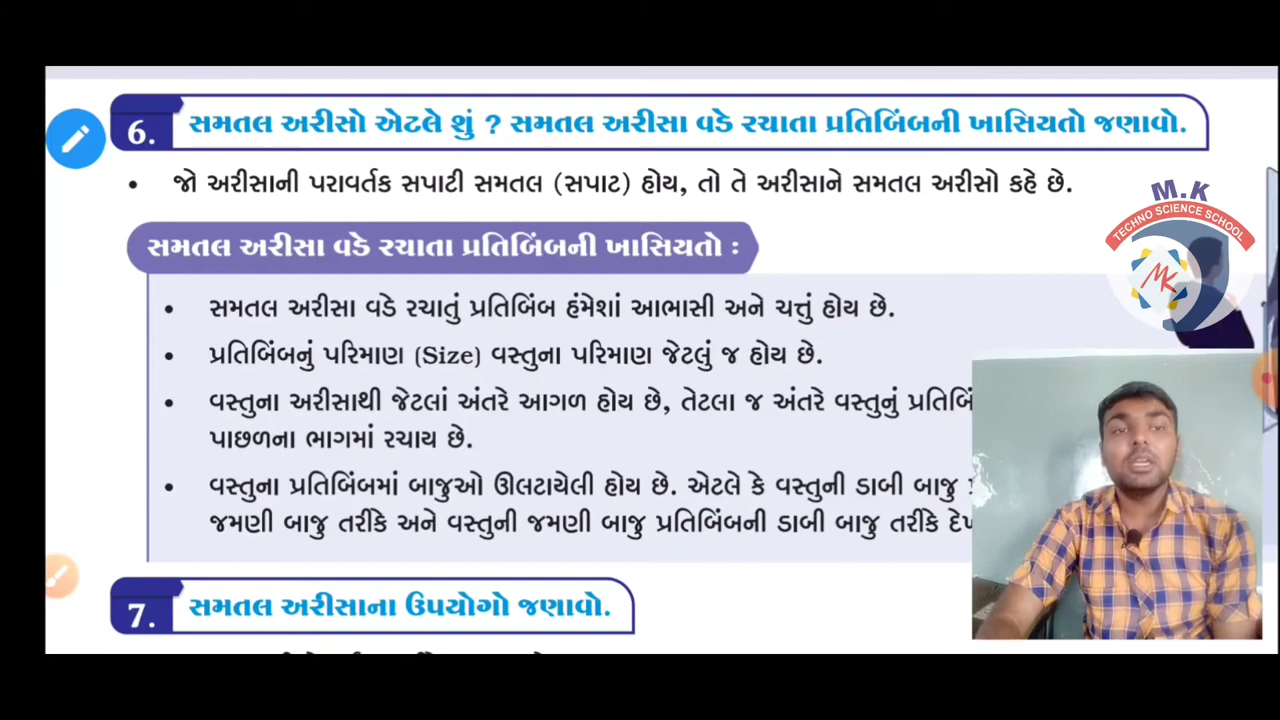 6.
સમતલ અરીસો એટલે શું ? સમતલ અરીસા વડે રચાતા પ્રતિબિંબની ખાસિયતો જણાવો.
• જો અરીસાની પરાવર્તક સપાટી સમતલ (સપાટ) હોય, તો તે અરીસાને સમતલ અરીસો કહે છે.
M.K
TECHNO SCIENCE SCHOOL
MK
સમતલ અરીસા વડે રચાતા પ્રતિબિંબની ખાસિયતો :
• સમતલ અરીસા વડે રચાતું પ્રતિબિંબ હંમેશાં આભાસી અને ચત્તું હોય છે.
• પ્રતિબિંબનું પરિમાણ (Size) વસ્તુના પરિમાણ જેટલું જ હોય છે.
• વસ્તુના અરીસાથી જેટલાં અંતરે આગળ હોય છે, તેટલા જ અંતરે વસ્તુનું
પાછળના ભાગમાં રચાય છે.
• વસ્તુના પ્રતિબિંબમાં બાજુઓ ઊલટાયેલી હોય છે. એટલે કે વસ્તુની ડાબી બાજુ
જમણી બાજુ તરીકે અને વસ્તુની જમણી બાજુ પ્રતિબિંબની ડાબી બાજુ તરીકે
7.
સમતલ અરીસાના ઉપયોગો જણાવો.